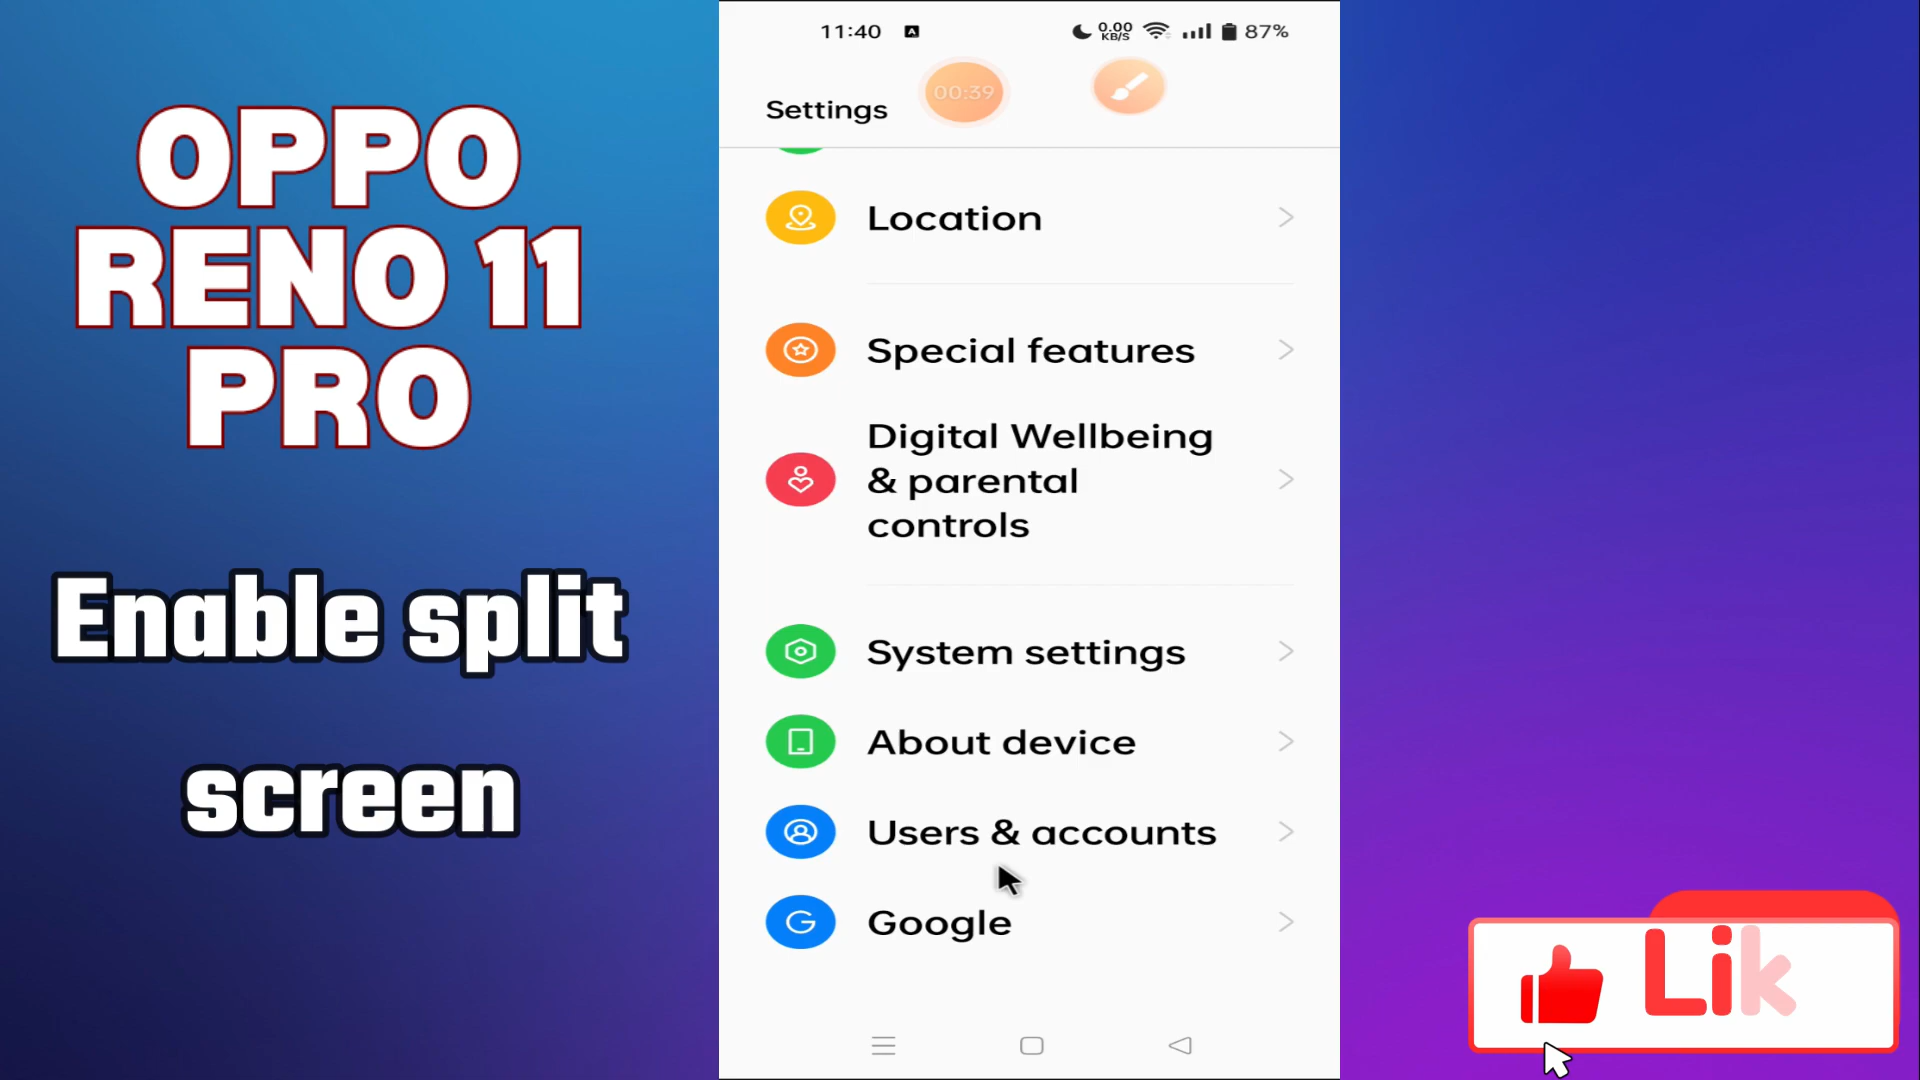 OPPO
RENO 11
PRO
Enable split
screen
11:40
0.00
KB/S
87%
Settings
00:39
Location
Special features
Digital Wellbeing
& parental
controls
System settings
About device
Users & accounts
Google
Lik